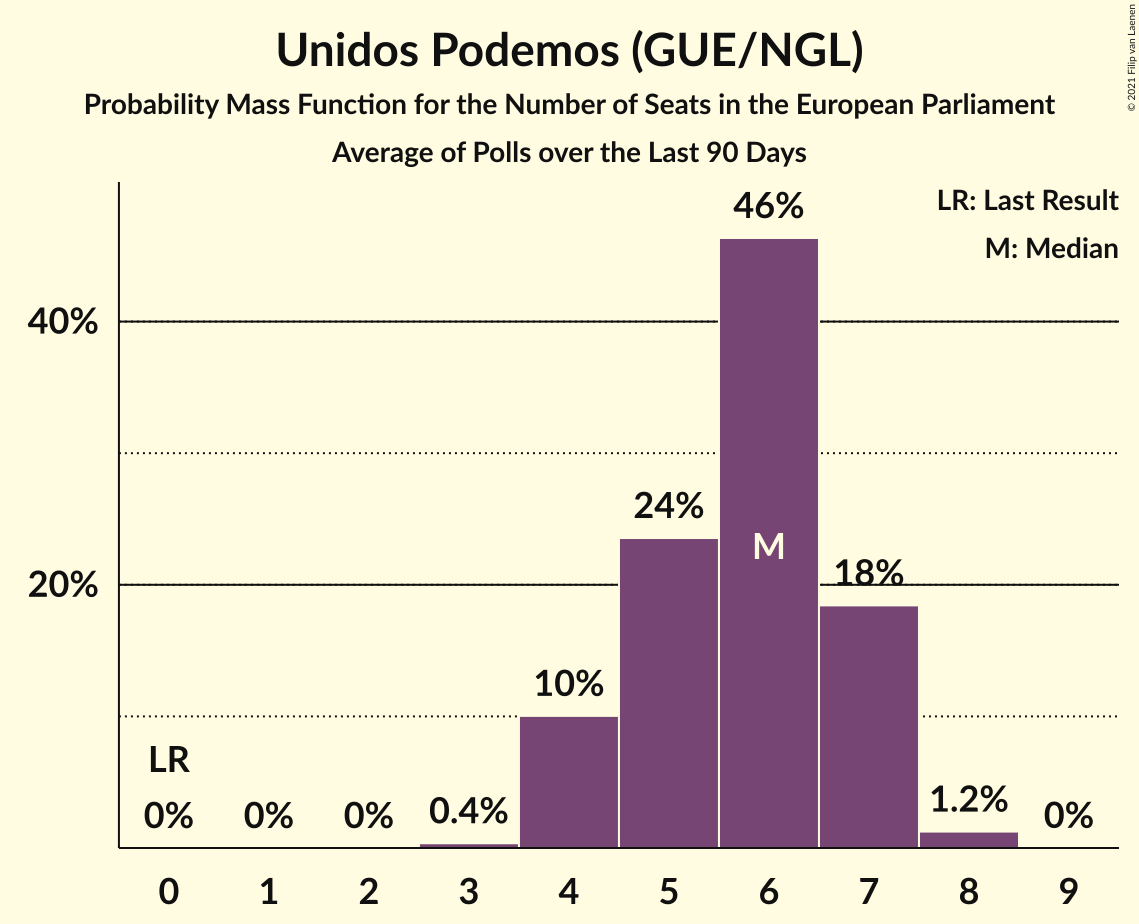 Unidos Podemos (GUE/NGL)
Probability Mass Function for the Number of Seats in the European Parliament
Average of Polls over the Last 90 Days
© 2021 Filip van Laenen
LR: Last Result
M: Median
46%
40%
24%
M
18%
20%
10%
LR
0% 0% 0% 0.4% 1.2% 0%
0 1 2 3 4 5 6 7 8 9